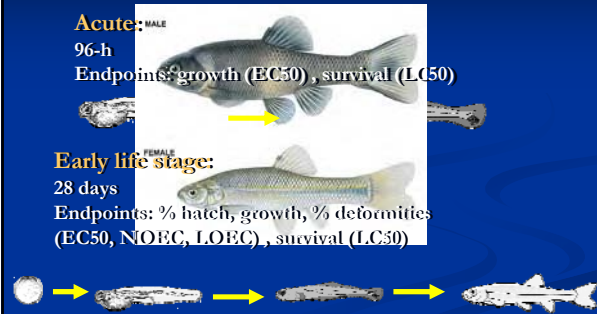 Acute:
MALE
96-h
Endpoints: growth (EC50) , survival (LC50)
FEMALE
Early life stage:
28 days
Endpoints: % hatch, growth, % deformities
(EC50, NOEC, LOEC) , survival (LC50)